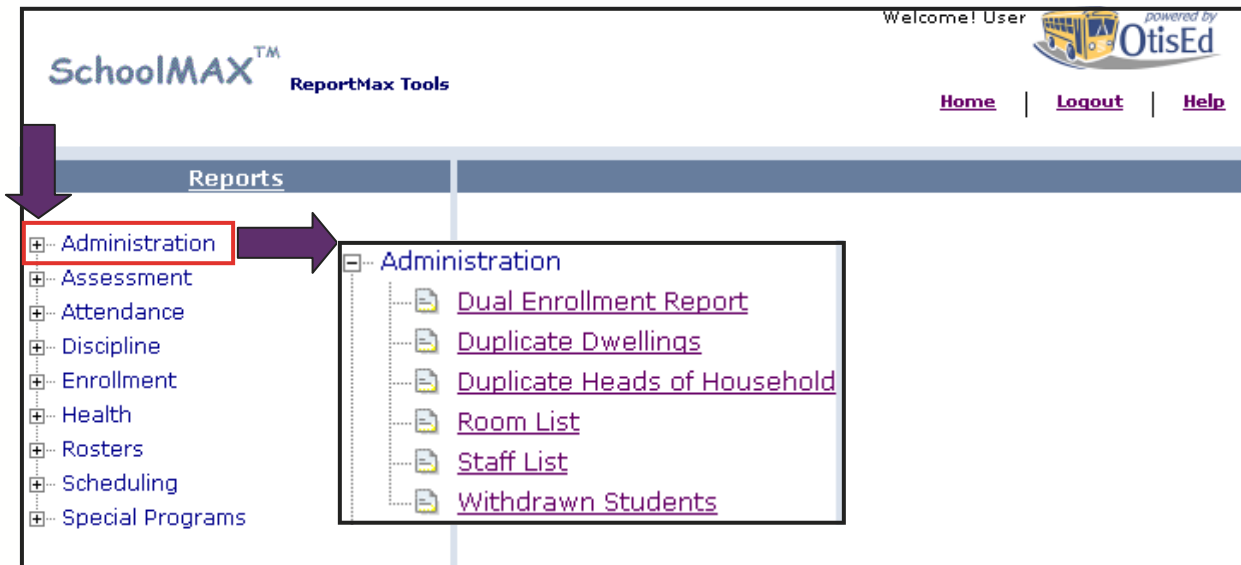 Welcome! User
powered by
OtisEd
SchoolMAX™
ReportMax Tools
Home | Logout | Help
Reports
Administration
Assessment
Attendance
Discipline
Enrollment
Health
Rosters
Scheduling
Special Programs
Administration
Dual Enrollment Report
Duplicate Dwellings
Duplicate Heads of Household
Room List
Staff List
Withdrawn Students